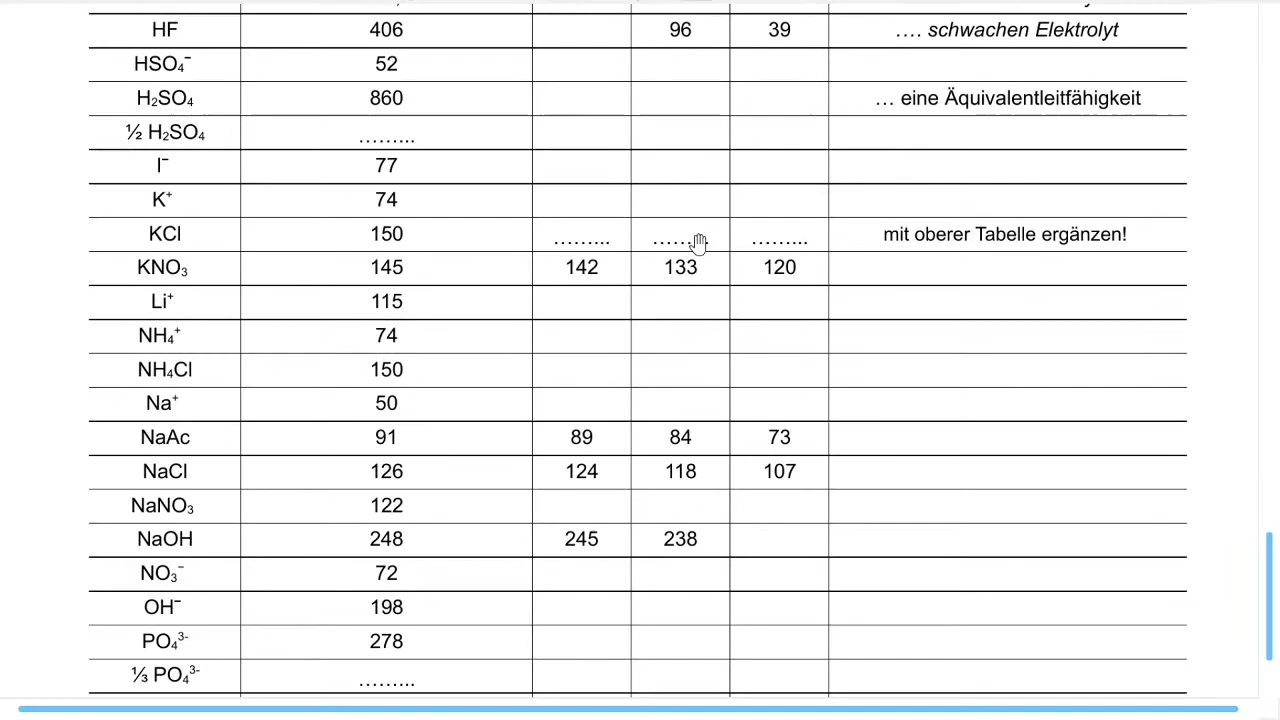 HF 406 96 39 …. schwachen Elektrolyt
HSO₄⁻ 52
H₂SO₄ 860 … eine Äquivalentleitfähigkeit
½ H₂SO₄ ……...
I⁻ 77
K⁺ 74
KCl 150 ……... ……... ……... mit oberer Tabelle ergänzen!
KNO₃ 145 142 133 120
Li⁺ 115
NH₄⁺ 74
NH₄Cl 150
Na⁺ 50
NaAc 91 89 84 73
NaCl 126 124 118 107
NaNO₃ 122
NaOH 248 245 238
NO₃⁻ 72
OH⁻ 198
PO₄³⁻ 278
⅓ PO₄³⁻ ……...